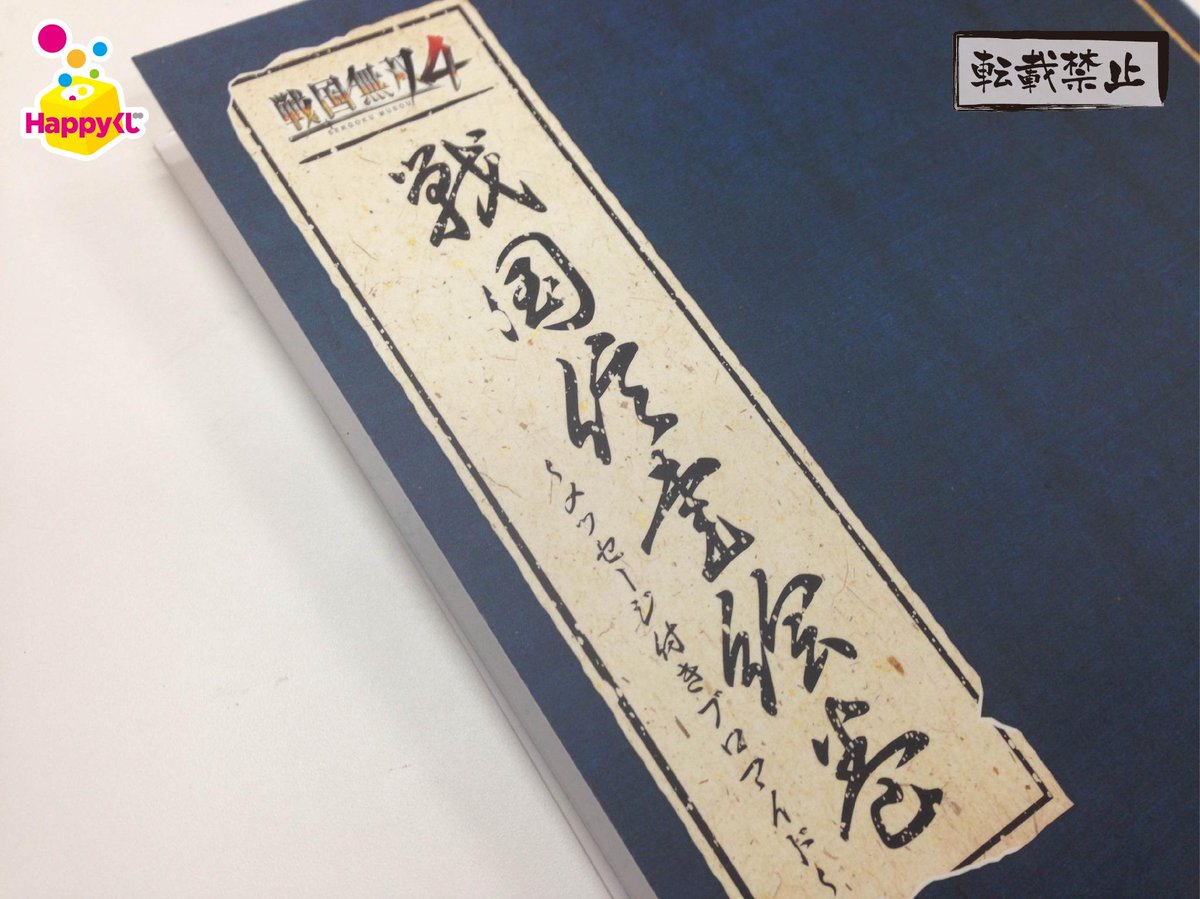 Happyくじ
転載禁止
戦国無双4
SENGOKU MUSOU
戦国 絵巻
～メッセージ付きブロマイド～